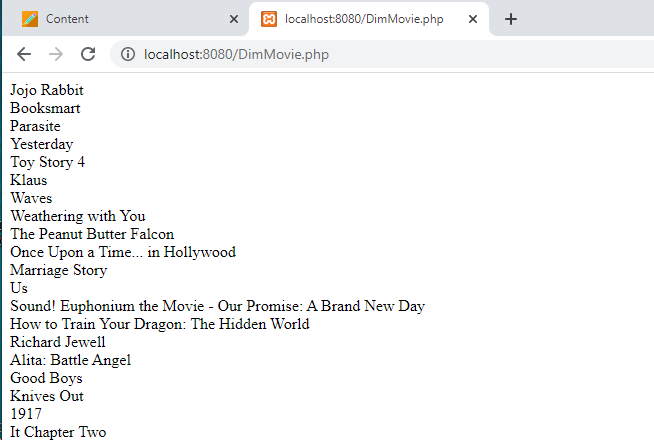 Content
localhost:8080/DimMovie.php
localhost:8080/DimMovie.php
Jojo Rabbit
Booksmart
Parasite
Yesterday
Toy Story 4
Klaus
Waves
Weathering with You
The Peanut Butter Falcon
Once Upon a Time... in Hollywood
Marriage Story
Us
Sound! Euphonium the Movie - Our Promise: A Brand New Day
How to Train Your Dragon: The Hidden World
Richard Jewell
Alita: Battle Angel
Good Boys
Knives Out
1917
It Chapter Two